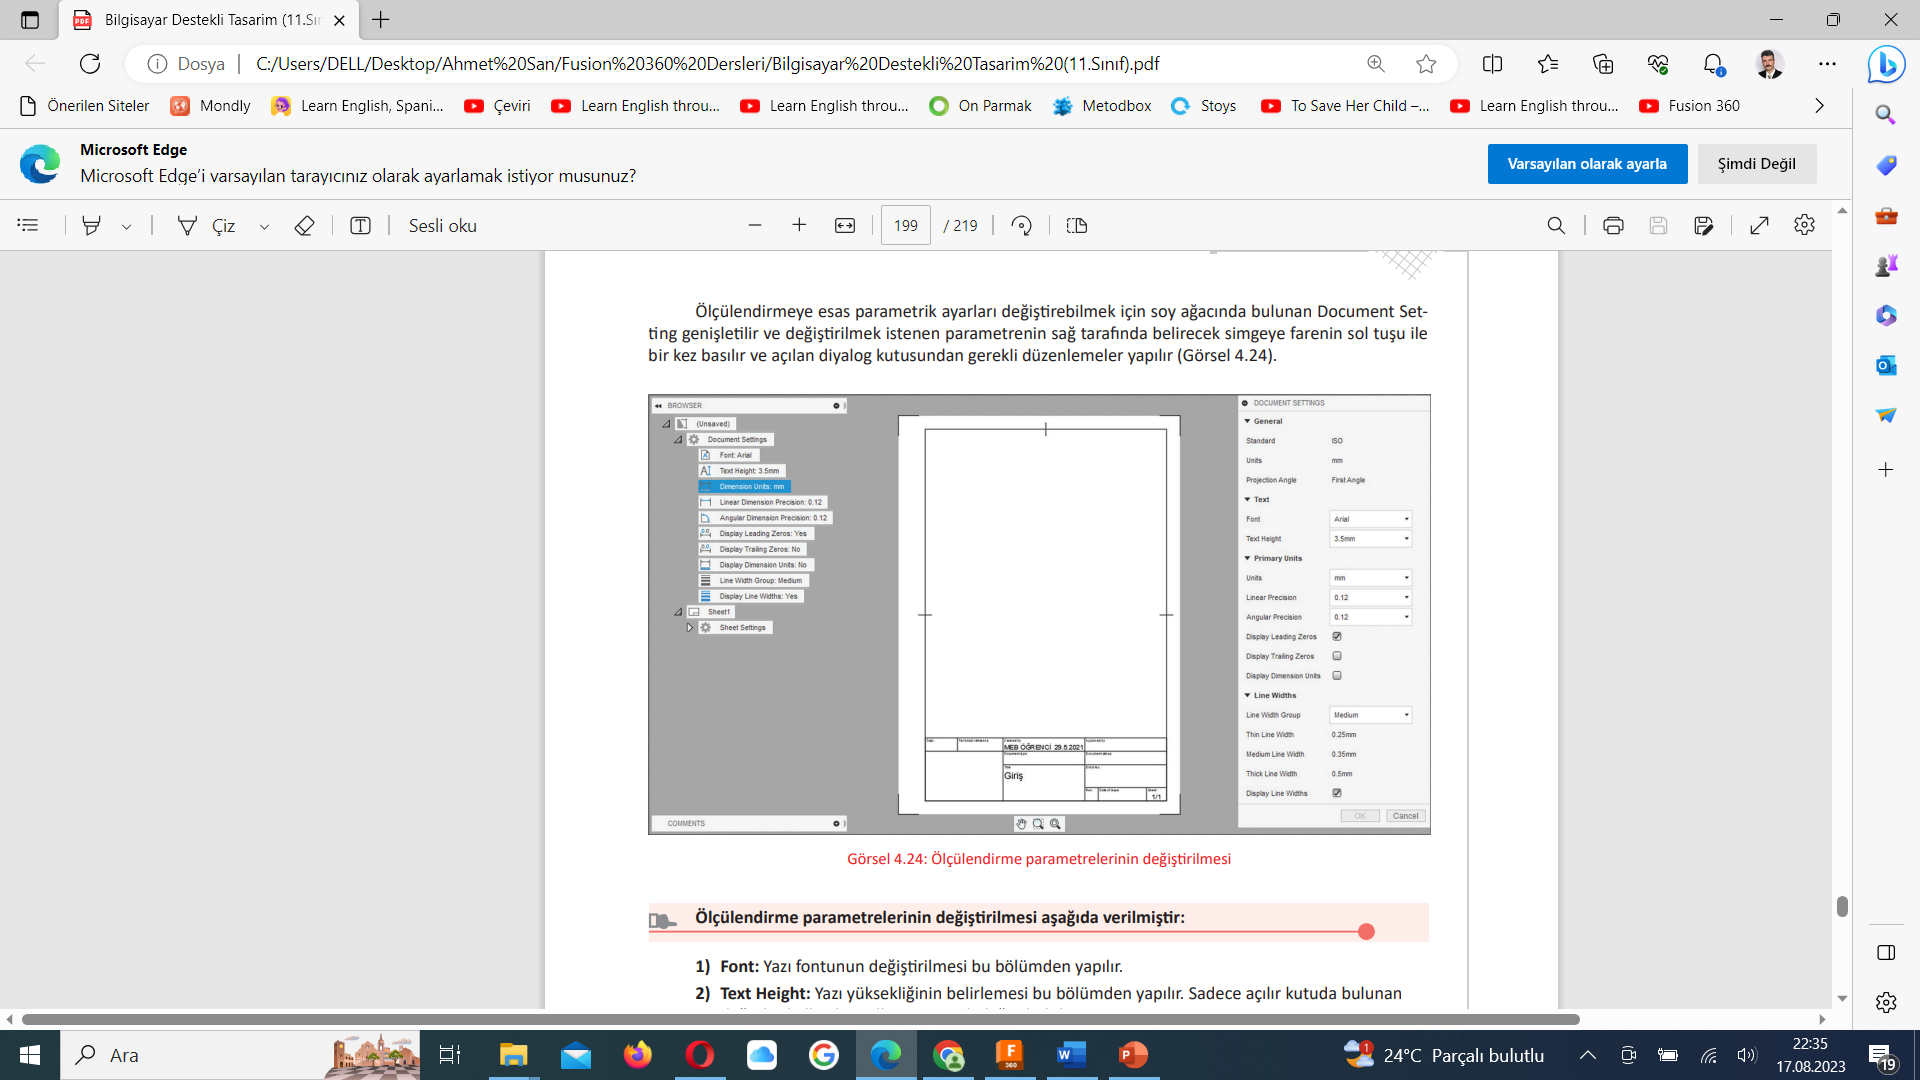 Bilgisayar Destekli Tasarim (11.Sır
Dosya
C:/Users/DELL/Desktop/Ahmet%20San/Fusion%20360%20Dersleri/Bilgisayar%20Destekli%20Tasarim%20(11.Sınıf).pdf
Önerilen Siteler
Mondly
Learn English, Spani...
Çeviri
Learn English throu...
Learn English throu...
On Parmak
Metodbox
Stoys
To Save Her Child –...
Learn English throu...
Fusion 360
Microsoft Edge
Microsoft Edge'i varsayılan tarayıcınız olarak ayarlamak istiyor musunuz?
Varsayılan olarak ayarla
Şimdi Değil
Çiz
Sesli oku
199 / 219
Ölçülendirmeye esas parametrik ayarları değiştirebilmek için soy ağacında bulunan Document Set-
ting genişletilir ve değiştirilmek istenen parametrenin sağ tarafında belirecek simgeye farenin sol tuşu ile
bir kez basılır ve açılan diyalog kutusundan gerekli düzenlemeler yapılır (Görsel 4.24).
BROWSER
(Unsaved)
Document Settings
Font: Arial
Text Height: 3.5mm
Dimension Units: mm
Linear Dimension Precision: 0.12
Angular Dimension Precision: 0.12
Display Leading Zeros: Yes
Display Trailing Zeros: No
Display Dimension Units: No
Line Width Group: Medium
Display Line Widths: Yes
Sheet1
Sheet Settings
COMMENTS
MEB ÖĞRENCİ 29.5.2021
Giriş
1/1
DOCUMENT SETTINGS
General
Standard ISO
Units mm
Projection Angle First Angle
Text
Font Arial
Text Height 3.5mm
Primary Units
Units mm
Linear Precision 0.12
Angular Precision 0.12
Display Leading Zeros
Display Trailing Zeros
Display Dimension Units
Line Widths
Line Width Group Medium
Thin Line Width 0.25mm
Medium Line Width 0.35mm
Thick Line Width 0.5mm
Display Line Widths
OK Cancel
Görsel 4.24: Ölçülendirme parametrelerinin değiştirilmesi
Ölçülendirme parametrelerinin değiştirilmesi aşağıda verilmiştir:
1) Font: Yazı fontunun değiştirilmesi bu bölümden yapılır.
2) Text Height: Yazı yüksekliğinin belirlemesi bu bölümden yapılır. Sadece açılır kutuda bulunan
Ara
1
24°C Parçalı bulutlu
22:35
17.08.2023
19